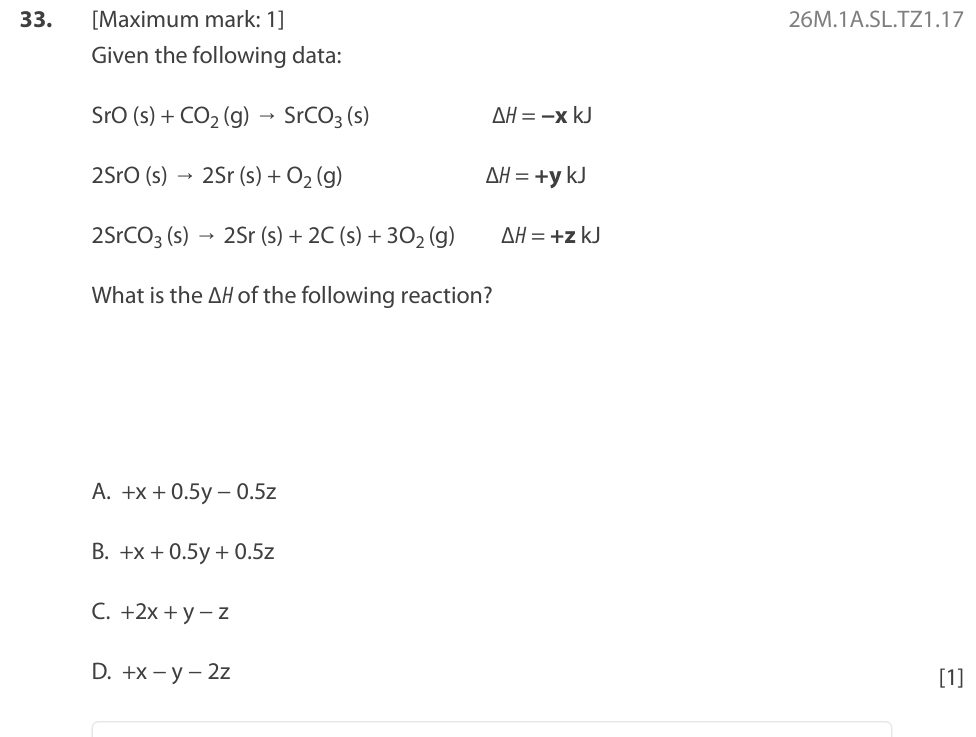 33. [Maximum mark: 1] 26M.1A.SL.TZ1.17
Given the following data:
SrO (s) + CO₂ (g) → SrCO₃ (s) ΔH = −x kJ
2SrO (s) → 2Sr (s) + O₂ (g) ΔH = +y kJ
2SrCO₃ (s) → 2Sr (s) + 2C (s) + 3O₂ (g) ΔH = +z kJ
What is the ΔH of the following reaction?
A. +x + 0.5y − 0.5z
B. +x + 0.5y + 0.5z
C. +2x + y − z
D. +x − y − 2z
[1]